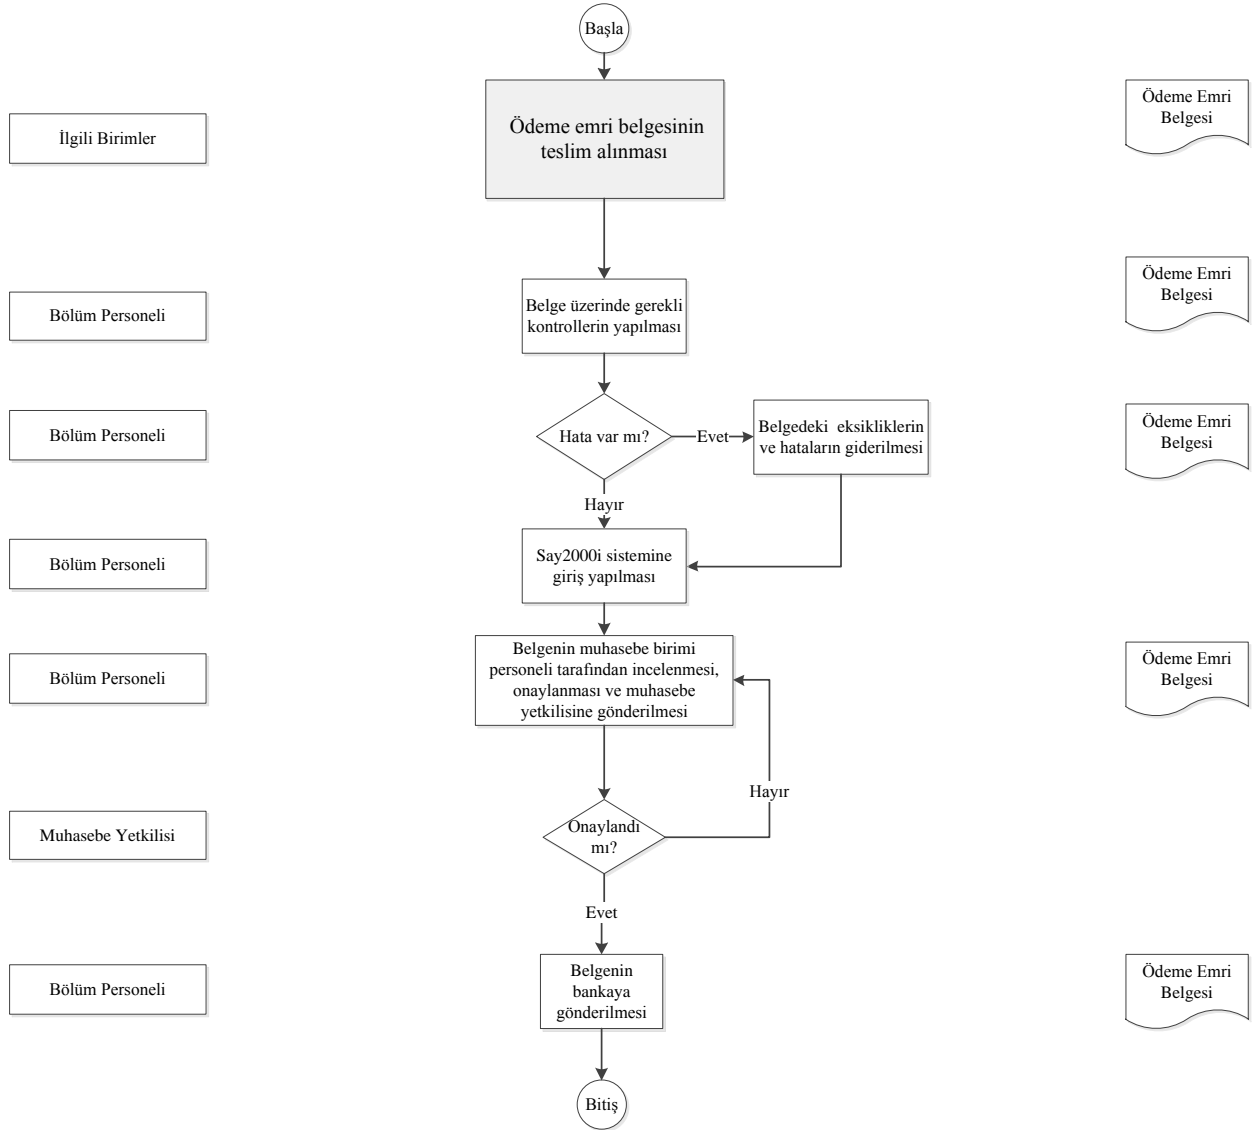 Başla
İlgili Birimler
Ödeme emri belgesinin
teslim alınması
Ödeme Emri
Belgesi
Bölüm Personeli
Belge üzerinde gerekli
kontrollerin yapılması
Ödeme Emri
Belgesi
Bölüm Personeli
Hata var mı?
Evet
Belgedeki eksikliklerin
ve hataların giderilmesi
Ödeme Emri
Belgesi
Hayır
Bölüm Personeli
Say2000i sistemine
giriş yapılması
Bölüm Personeli
Belgenin muhasebe birimi
personeli tarafından incelenmesi,
onaylanması ve muhasebe
yetkilisine gönderilmesi
Ödeme Emri
Belgesi
Hayır
Muhasebe Yetkilisi
Onaylandı
mı?
Evet
Bölüm Personeli
Belgenin
bankaya
gönderilmesi
Ödeme Emri
Belgesi
Bitiş